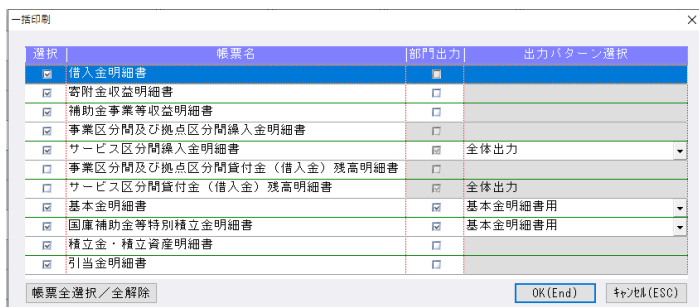 一括印刷
選択 帳票名 部門出力 出力パターン選択
借入金明細書
寄附金収益明細書
補助金事業等収益明細書
事業区分間及び拠点区分間繰入金明細書
サービス区分間繰入金明細書 全体出力
事業区分間及び拠点区分間貸付金（借入金）残高明細書
サービス区分間貸付金（借入金）残高明細書 全体出力
基本金明細書 基本金明細書用
国庫補助金等特別積立金明細書 基本金明細書用
積立金・積立資産明細書
引当金明細書
帳票全選択／全解除 OK(End) ｷｬﾝｾﾙ(ESC)